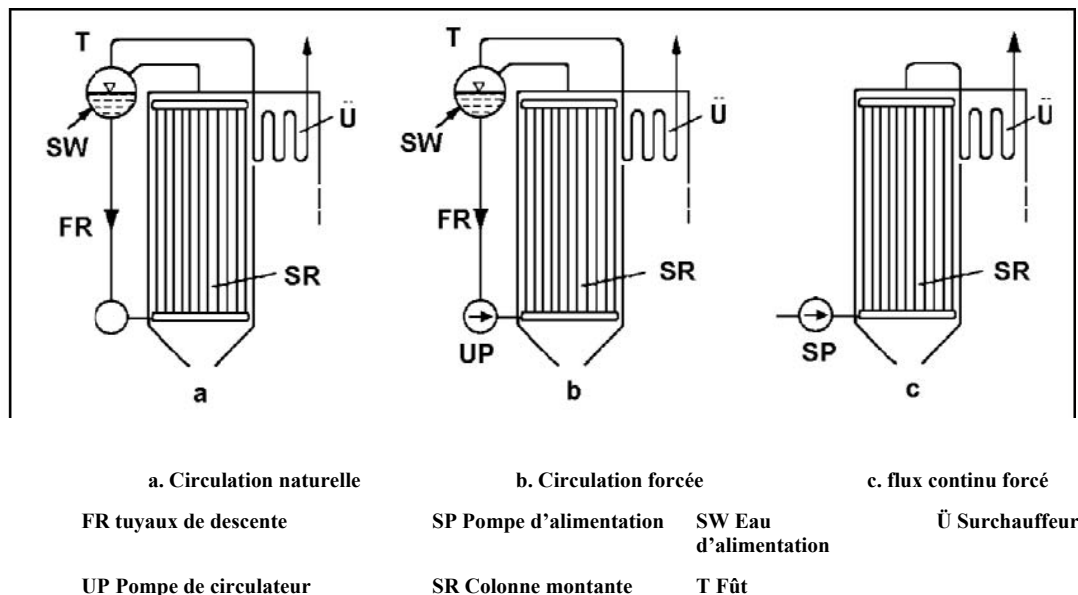 T T
SW Ü SW Ü Ü
FR FR
SR SR SR
UP SP
a b c
a. Circulation naturelle b. Circulation forcée c. flux continu forcé
FR tuyaux de descente SP Pompe d’alimentation SW Eau Ü Surchauffeur
d’alimentation
UP Pompe de circulateur SR Colonne montante T Fût